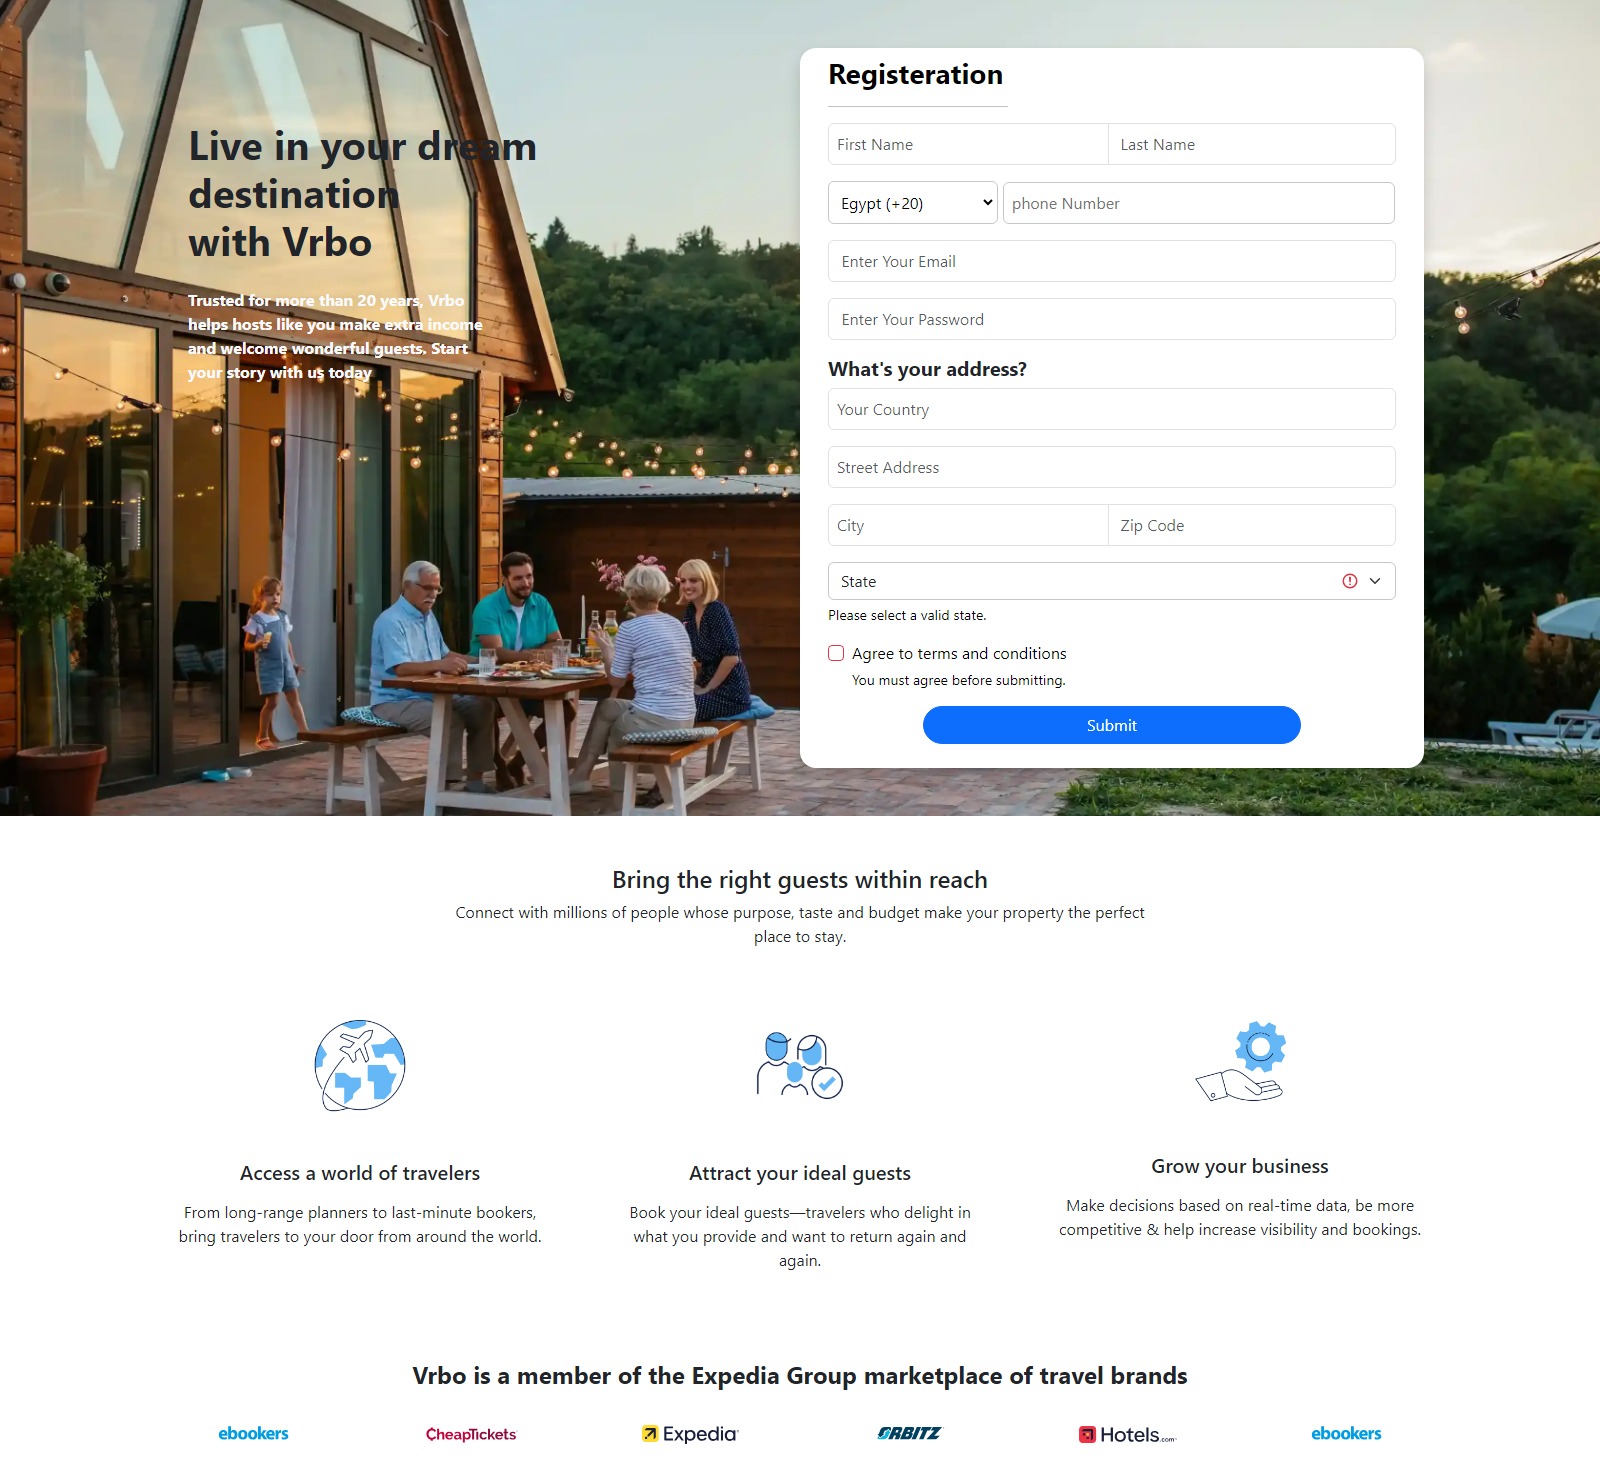 Live in your dream
destination
with Vrbo
Trusted for more than 20 years, Vrbo
helps hosts like you make extra income
and welcome wonderful guests. Start
your story with us today
Registeration
First Name
Last Name
Egypt (+20)
phone Number
Enter Your Email
Enter Your Password
What's your address?
Your Country
Street Address
City
Zip Code
State
Please select a valid state.
Agree to terms and conditions
You must agree before submitting.
Submit
Bring the right guests within reach
Connect with millions of people whose purpose, taste and budget make your property the perfect
place to stay.
Access a world of travelers
From long-range planners to last-minute bookers,
bring travelers to your door from around the world.
Attract your ideal guests
Book your ideal guests—travelers who delight in
what you provide and want to return again and
again.
Grow your business
Make decisions based on real-time data, be more
competitive & help increase visibility and bookings.
Vrbo is a member of the Expedia Group marketplace of travel brands
ebookers
CheapTickets
Expedia
ORBITZ
Hotels.com
ebookers